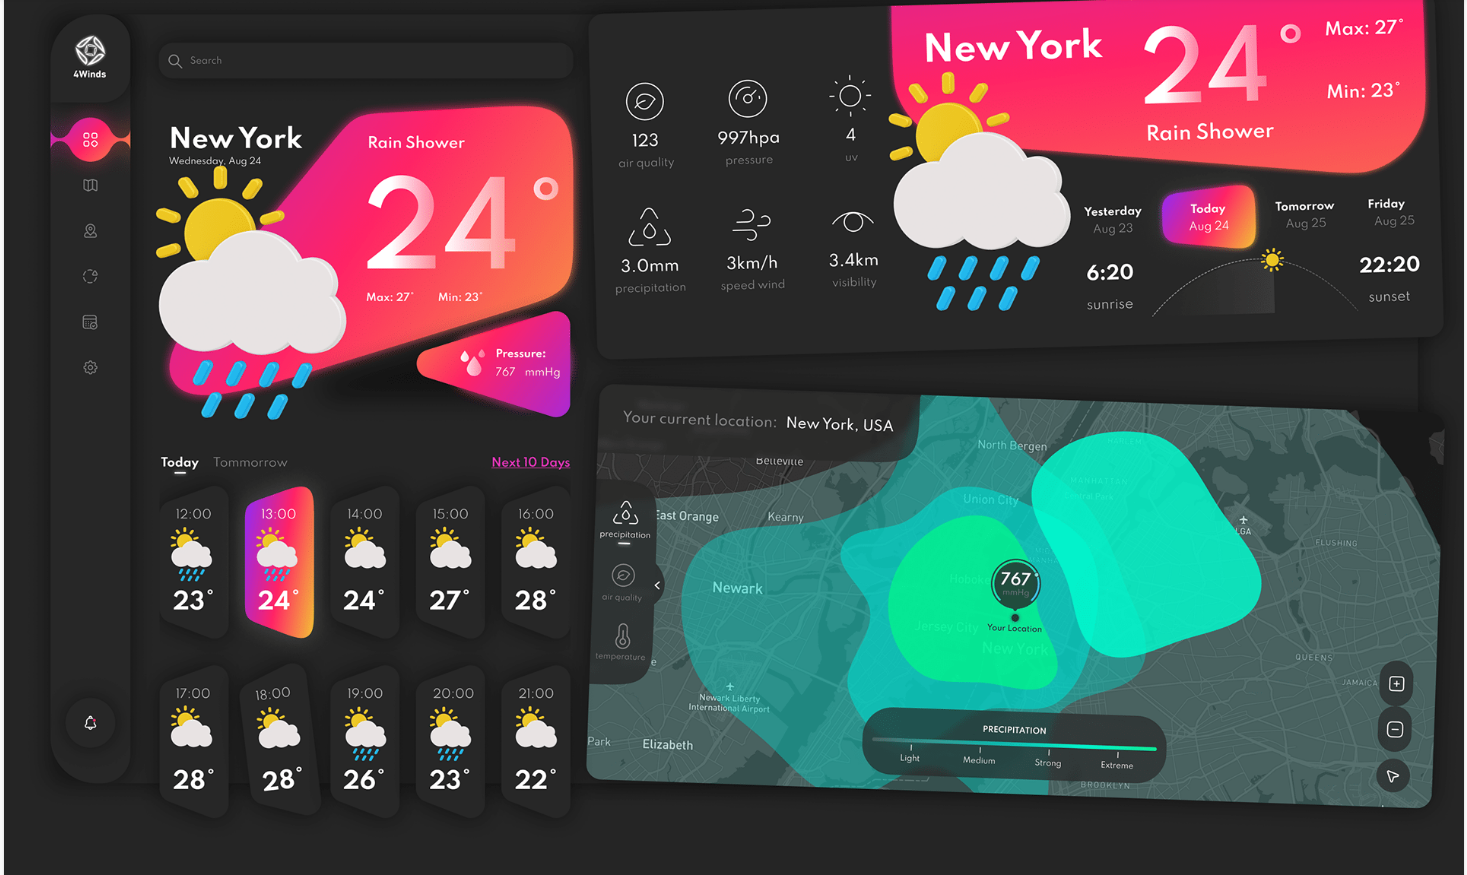 4Winds
Search
New York
Wednesday, Aug 24
Rain Shower
24°
Max: 27° Min: 23°
Pressure:
767 mmHg
Today Tommorrow Next 10 Days
12:00 13:00 14:00 15:00 16:00
23° 24° 24° 27° 28°
17:00 18:00 19:00 20:00 21:00
28° 28° 26° 23° 22°
123 997hpa 4
air quality pressure uv
3.0mm 3km/h 3.4km
precipitation speed wind visibility
New York 24° Max: 27°
Min: 23°
Rain Shower
Yesterday Today Tomorrow Friday
Aug 23 Aug 24 Aug 25 Aug 25
6:20 22:20
sunrise sunset
Your current location: New York, USA
North Bergen
Belleville
MANHATTAN
Central Park
Union City
East Orange Kearny
LGA
FLUSHING
precipitation
air quality
temperature
Newark
Hoboke
767
mmHg
Your Location
Jersey City
New York
QUEENS
JAMAICA
Newark Liberty
International Airport
Park Elizabeth
PRECIPITATION
Light Medium Strong Extreme
BROOKLYN